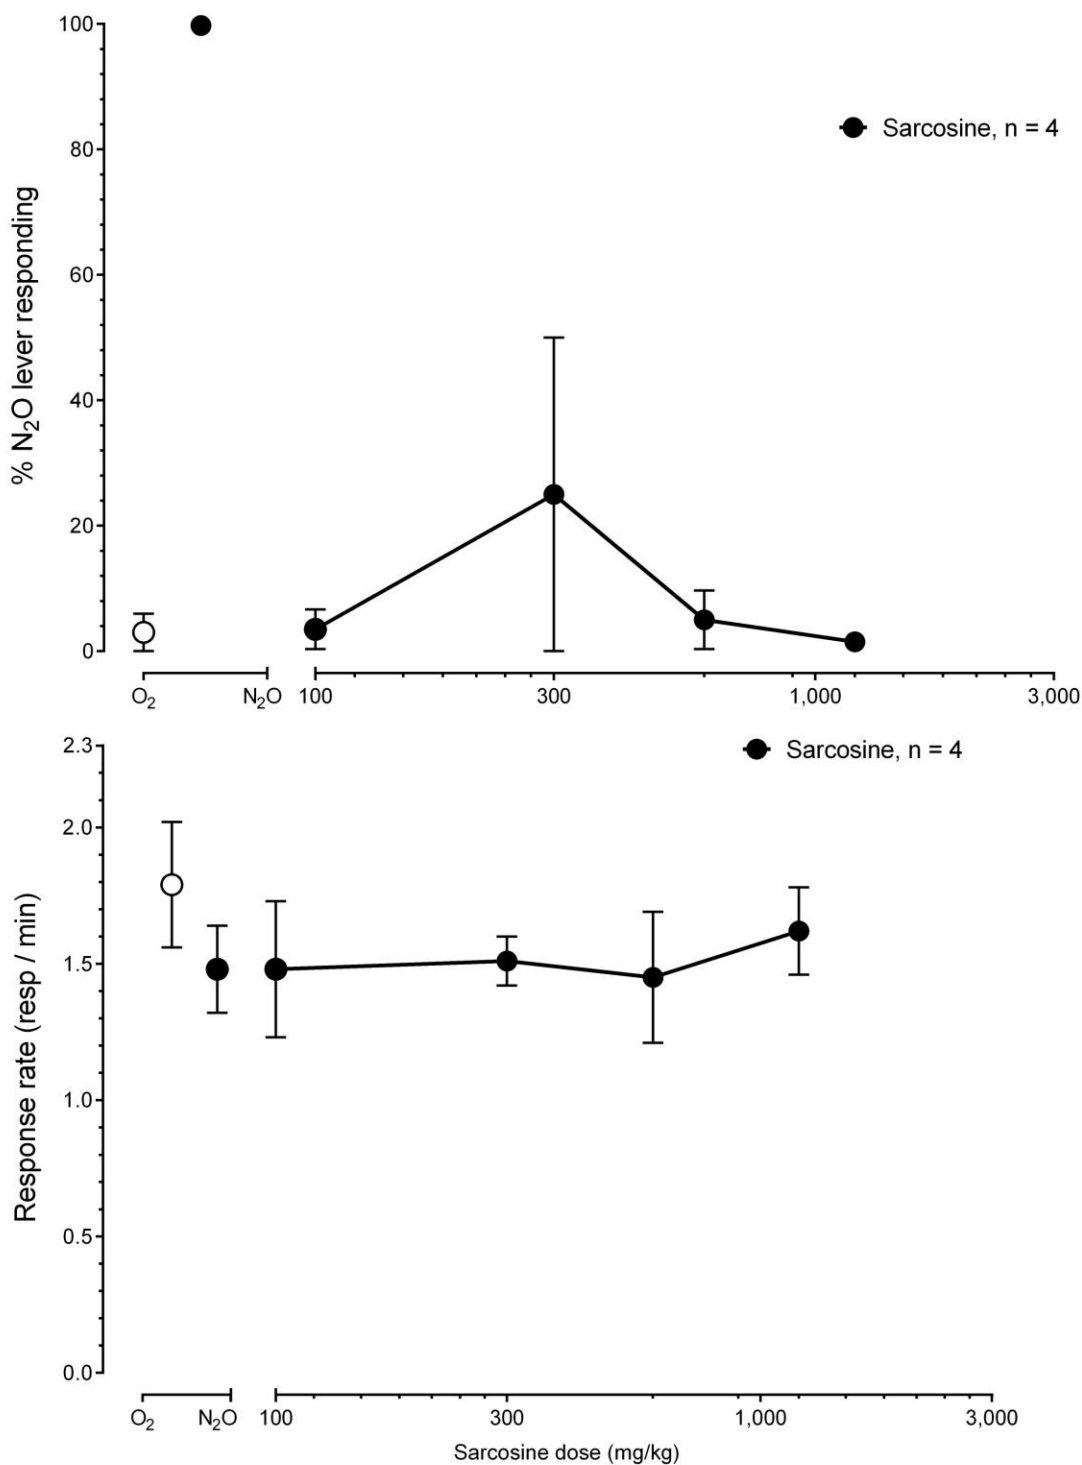 100
Sarcosine, n = 4
80
60
40
20
0
% N₂O lever responding
O₂ N₂O 100 300 1,000 3,000
2.3
Sarcosine, n = 4
2.0
1.5
1.0
0.5
0.0
Response rate (resp / min)
O₂ N₂O 100 300 1,000 3,000
Sarcosine dose (mg/kg)